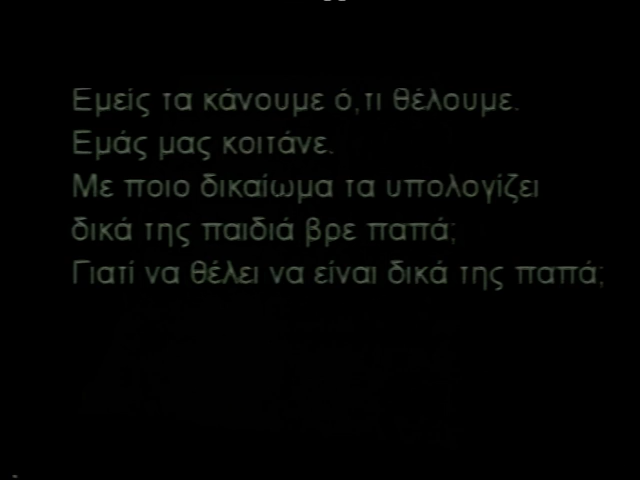 Εμείς τα κάνουμε ό,τι θέλουμε.
Εμάς μας κοιτάνε.
Με ποιο δικαίωμα τα υπολογίζει
δικά της παιδιά βρε παπά;
Γιατί να θέλει να είναι δικά της παπά;